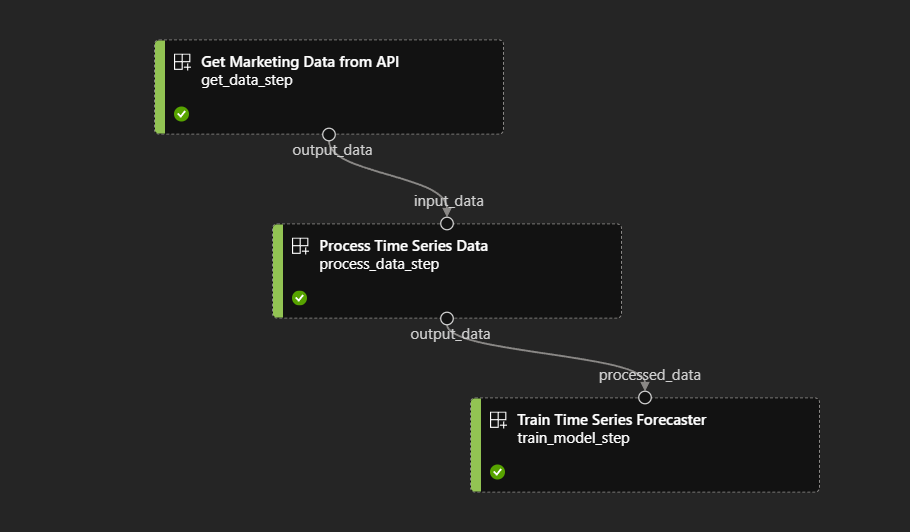 Get Marketing Data from API
get_data_step
output_data
input_data
Process Time Series Data
process_data_step
output_data
processed_data
Train Time Series Forecaster
train_model_step